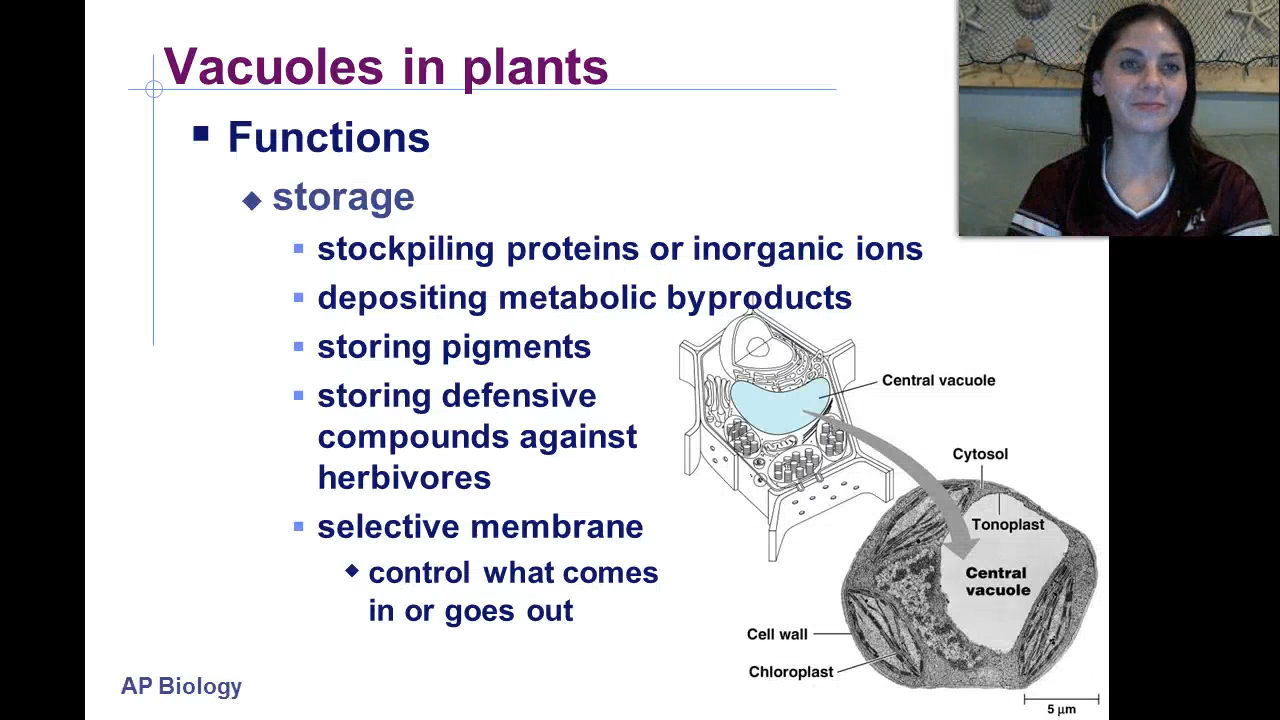 Vacuoles in plants
Functions
storage
stockpiling proteins or inorganic ions
depositing metabolic byproducts
storing pigments
storing defensive
compounds against
herbivores
selective membrane
control what comes
in or goes out
Central vacuole
Cytosol
Tonoplast
Central
vacuole
Cell wall
Chloroplast
5 μm
AP Biology